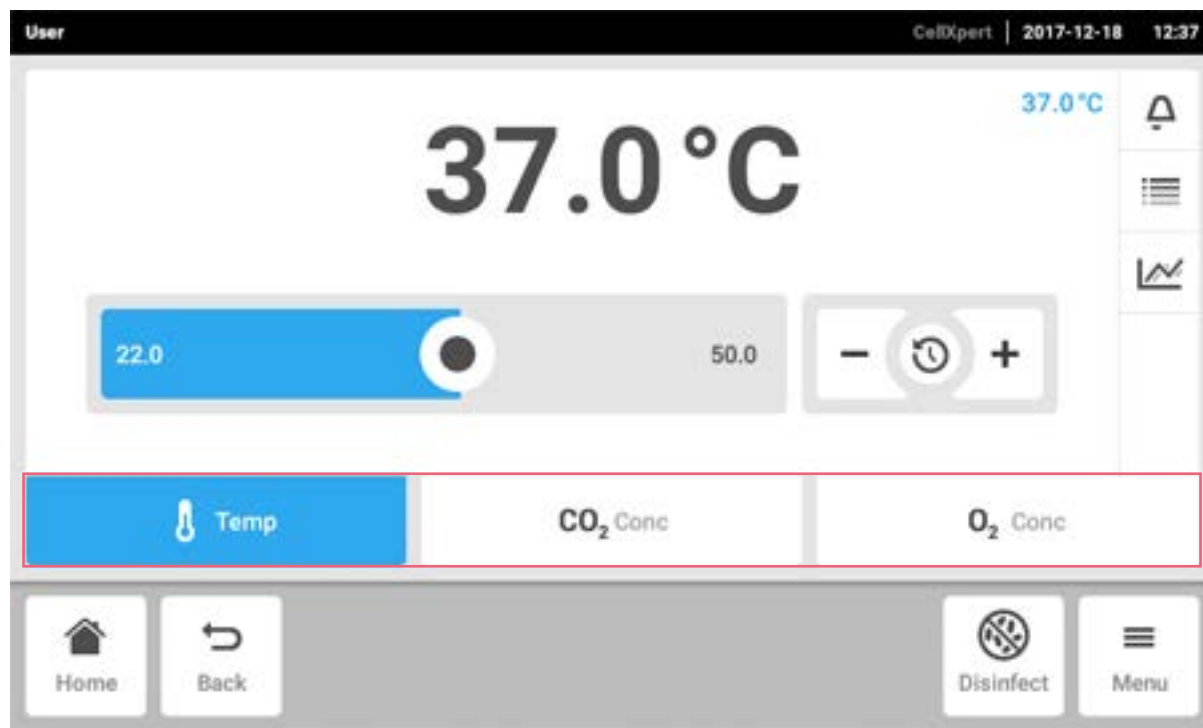 User CellXpert | 2017-12-18 12:37
37.0°C
37.0°C
22.0 50.0 − +
Temp CO₂ Conc O₂ Conc
Home Back Disinfect Menu